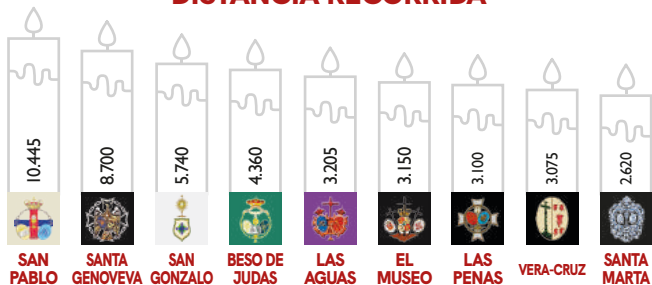 DISTANCIA RECORRIDA
10.445
8.700
5.740
4.360
3.205
3.150
3.100
3.075
2.620
SAN
PABLO
SANTA
GENOVEVA
SAN
GONZALO
BESO DE
JUDAS
LAS
AGUAS
EL
MUSEO
LAS
PENAS
VERA-CRUZ
SANTA
MARTA